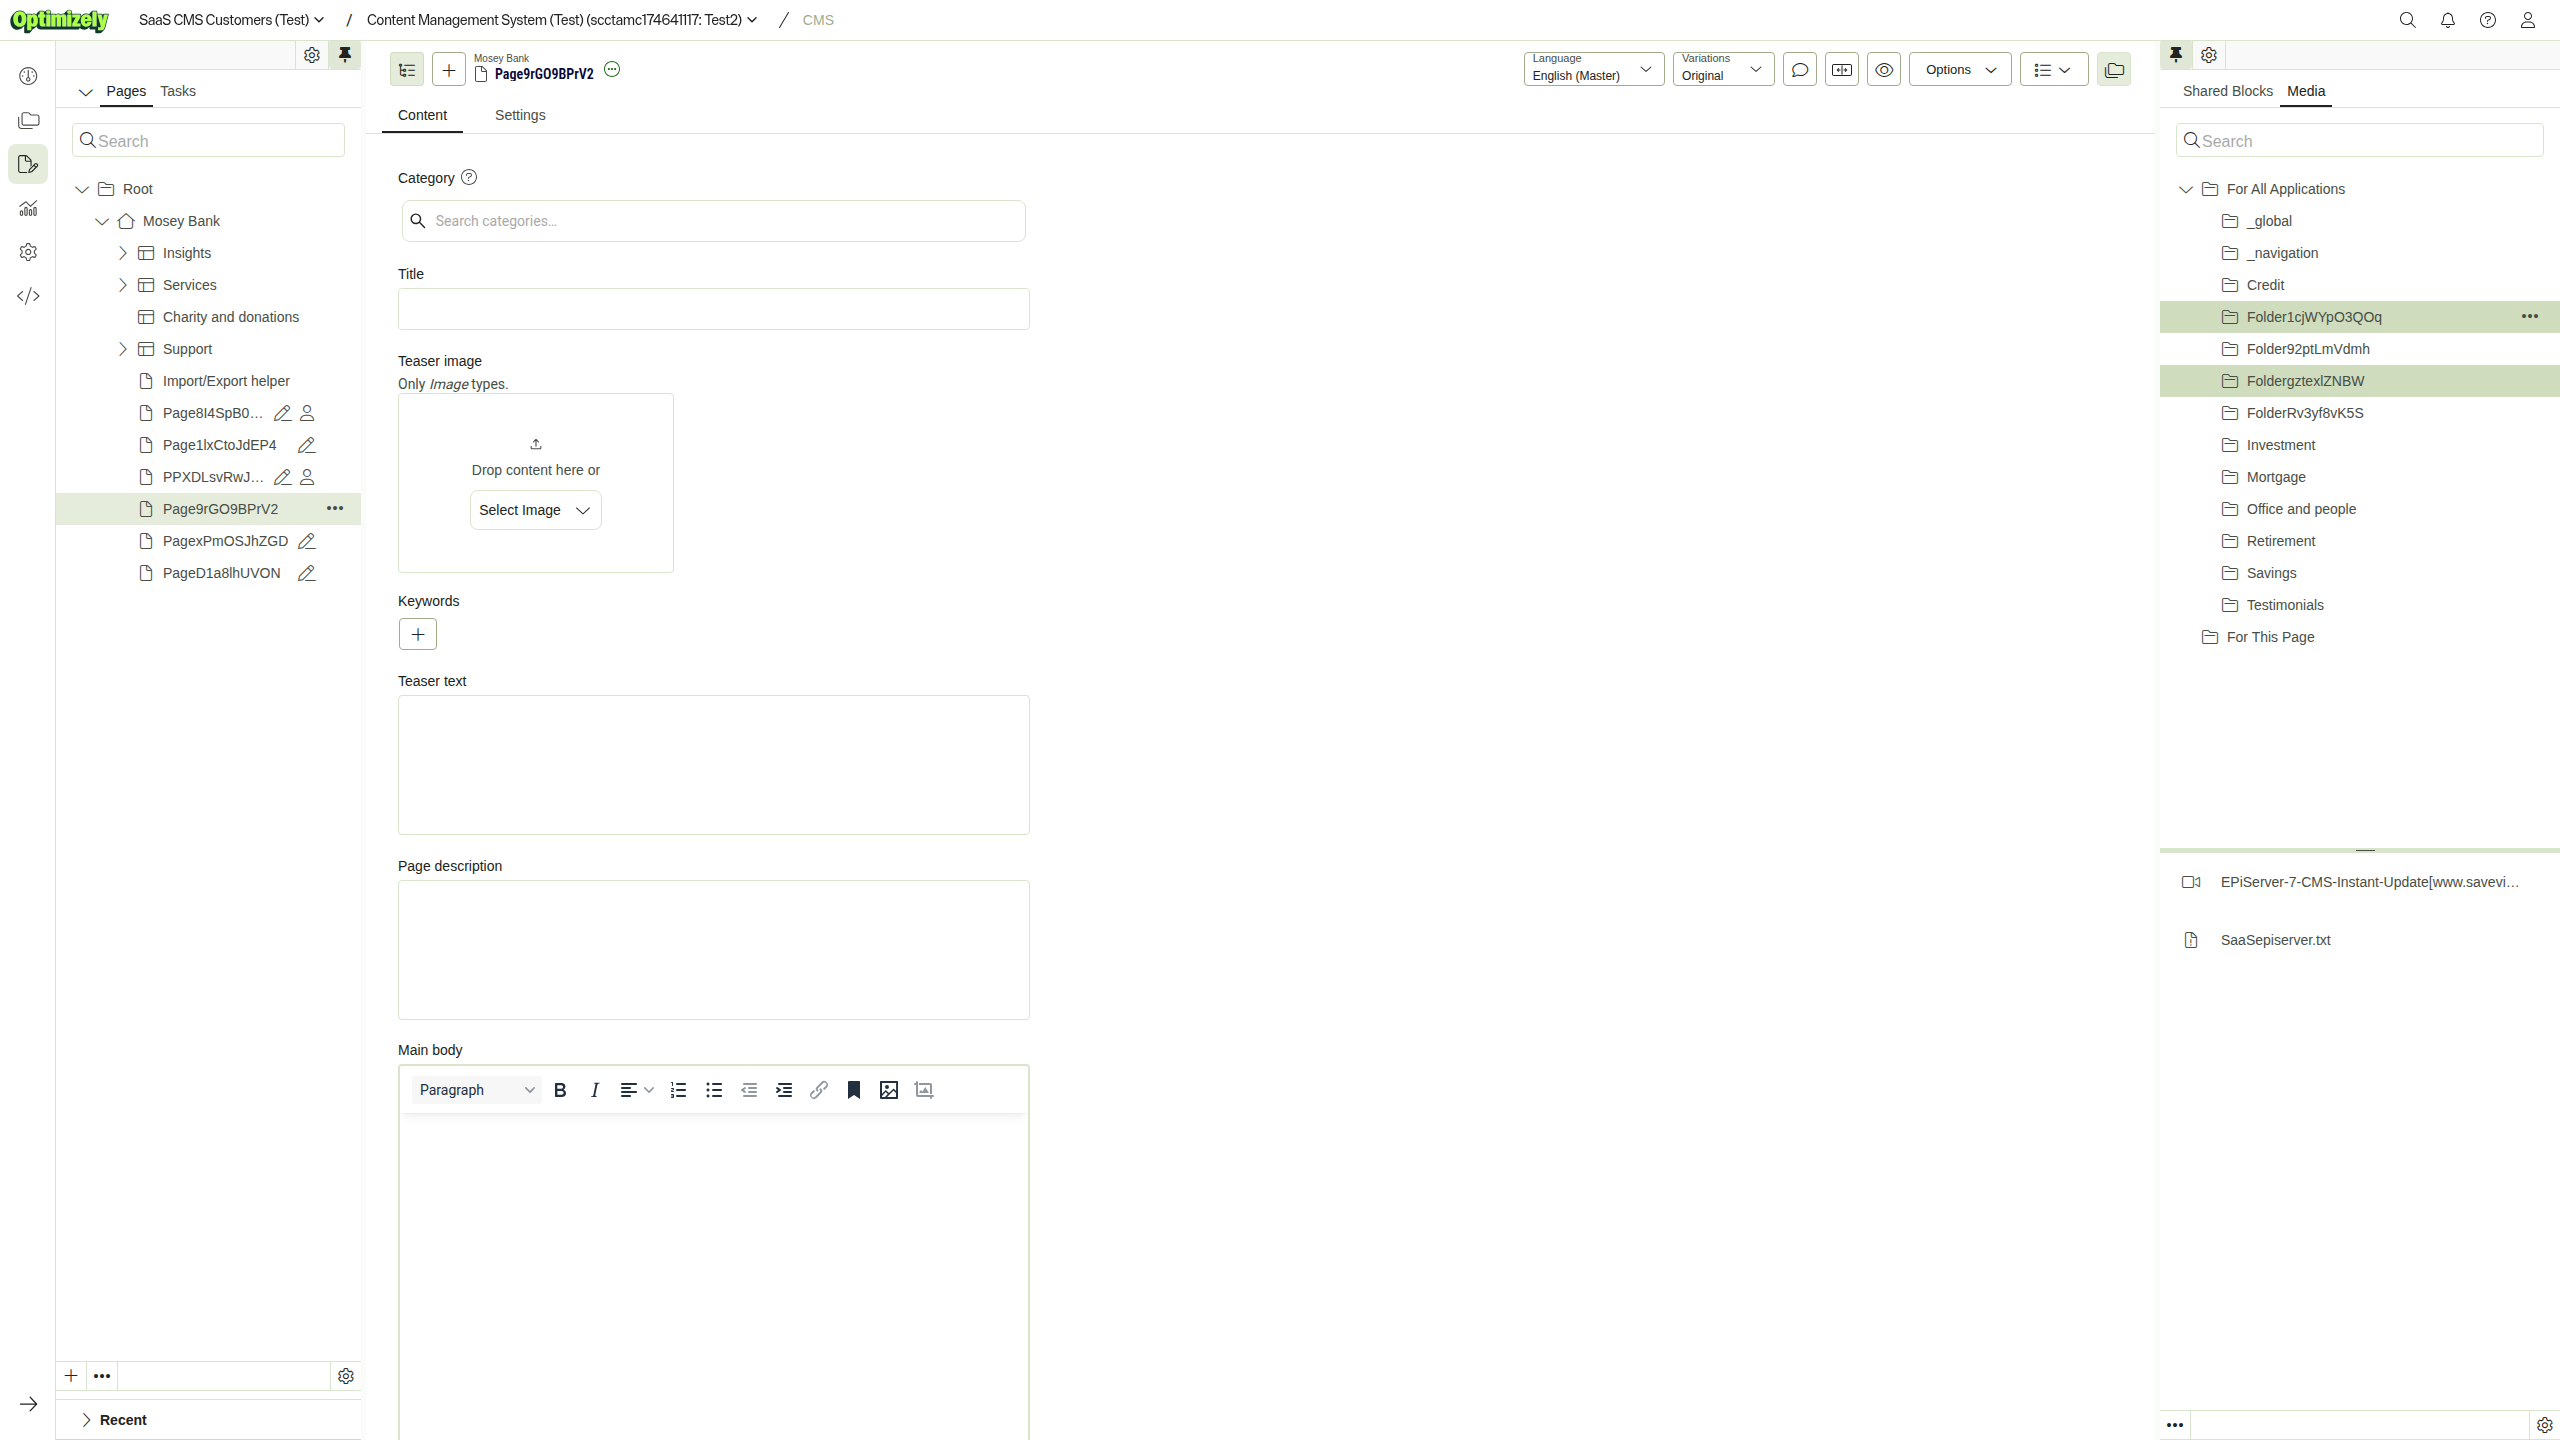 Optimizely
SaaS CMS Customers (Test) / Content Management System (Test) (scctamc174641117: Test2) / CMS
Pages Tasks
Search
Root
Mosey Bank
Insights
Services
Charity and donations
Support
Import/Export helper
Page8I4SpB0...
Page1lxCtoJdEP4
PPXDLsvRwJ...
Page9rGO9BPrV2
PagexPmOSJhZGD
PageD1a8lhUVON
Recent
Mosey Bank
Page9rGO9BPrV2
Language
English (Master)
Variations
Original
Options
Content Settings
Category
Search categories...
Title
Teaser image
Only Image types.
Drop content here or
Select Image
Keywords
Teaser text
Page description
Main body
Paragraph
Shared Blocks Media
Search
For All Applications
_global
_navigation
Credit
Folder1cjWYpO3QOq
Folder92ptLmVdmh
FoldergztexlZNBW
FolderRv3yf8vK5S
Investment
Mortgage
Office and people
Retirement
Savings
Testimonials
For This Page
EPiServer-7-CMS-Instant-Update[www.savevi...
SaaSepiserver.txt